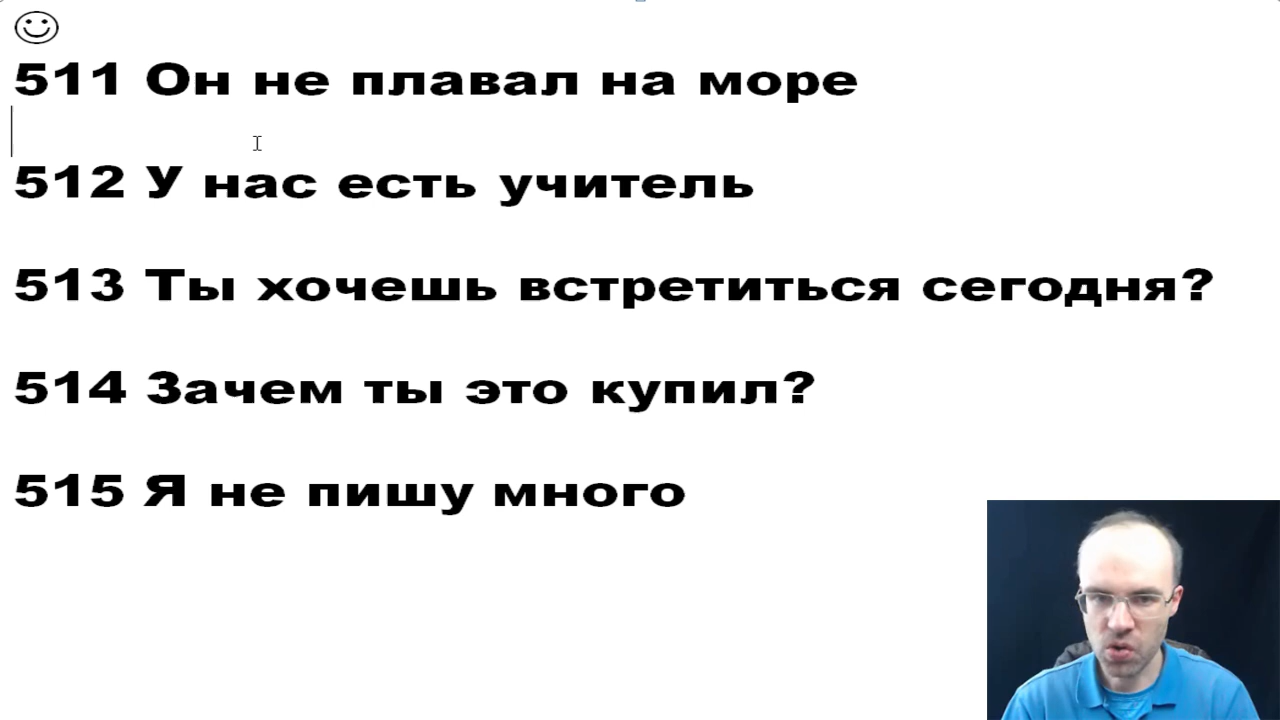 511 Он не плавал на море
512 У нас есть учитель
513 Ты хочешь встретиться сегодня?
514 Зачем ты это купил?
515 Я не пишу много